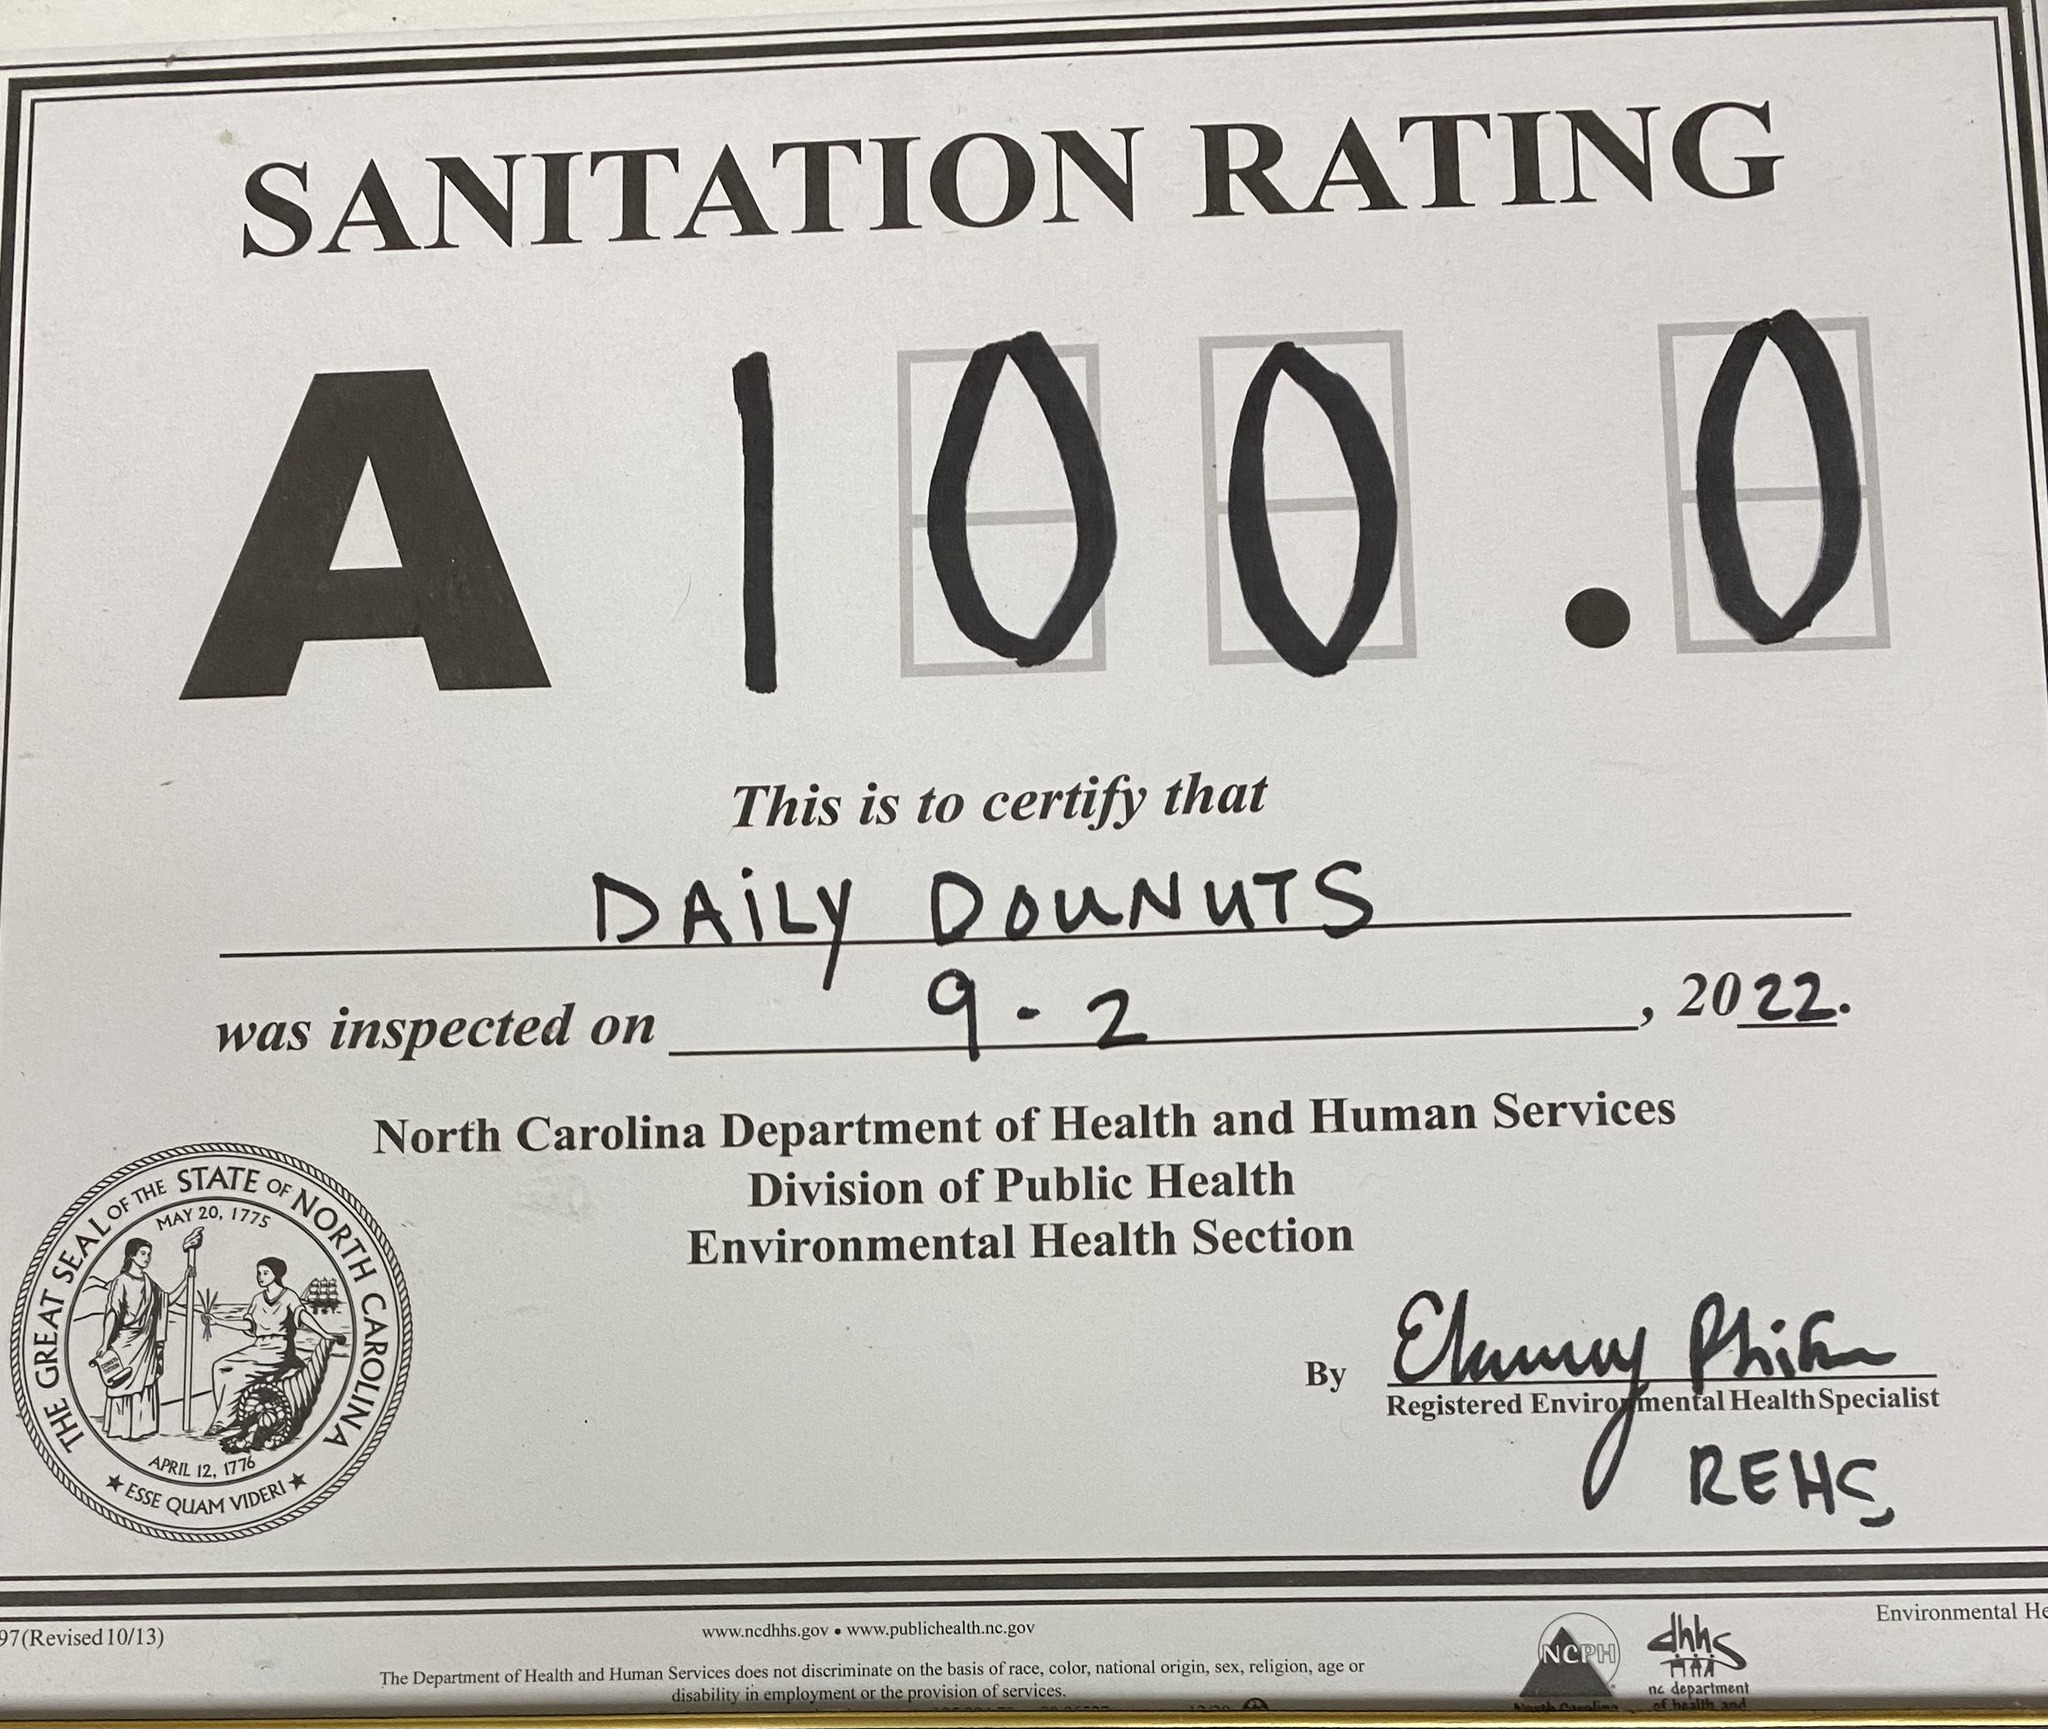 SANITATION RATING
A 100.0
This is to certify that
DAiLY DOUNUTS
was inspected on 9-2, 2022.
North Carolina Department of Health and Human Services
Division of Public Health
Environmental Health Section
THE GREAT SEAL OF THE STATE OF NORTH CAROLINA
MAY 20, 1775
APRIL 12, 1776
★ ESSE QUAM VIDERI ★
By
Registered Environmental Health Specialist
REHS
97(Revised 10/13)
www.ncdhhs.gov • www.publichealth.nc.gov
Environmental He
The Department of Health and Human Services does not discriminate on the basis of race, color, national origin, sex, religion, age or
disability in employment or the provision of services.
NCPH
North Carolina
dhhs
nc department
of health and